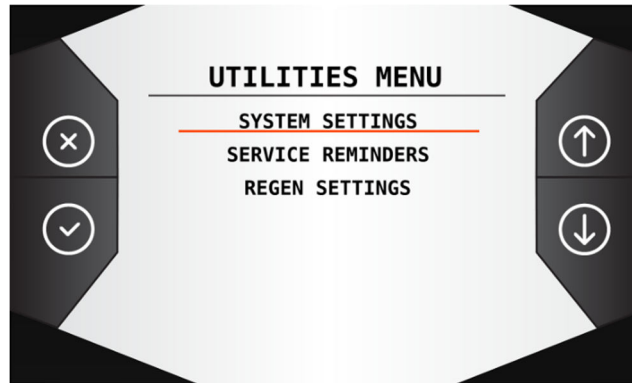 UTILITIES MENU
SYSTEM SETTINGS
SERVICE REMINDERS
REGEN SETTINGS